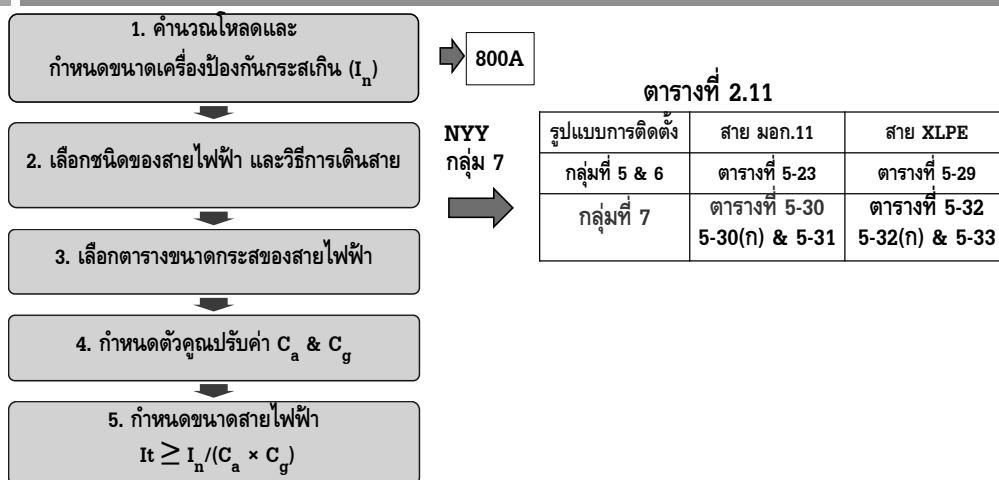 1. คำนวณโหลดและ
กำหนดขนาดเครื่องป้องกันกระสเกิน (In)
800A
2. เลือกชนิดของสายไฟฟ้า และวิธีการเดินสาย
NYY
กลุ่ม 7
3. เลือกตารางขนาดกระสของสายไฟฟ้า
4. กำหนดตัวคูณปรับค่า Ca & Cg
5. กำหนดขนาดสายไฟฟ้า
It ≥ In/(Ca × Cg)
ตารางที่ 2.11
รูปแบบการติดตั้ง สาย มอก.11 สาย XLPE
กลุ่มที่ 5 & 6 ตารางที่ 5-23 ตารางที่ 5-29
กลุ่มที่ 7 ตารางที่ 5-30 ตารางที่ 5-32
5-30(ก) & 5-31 5-32(ก) & 5-33